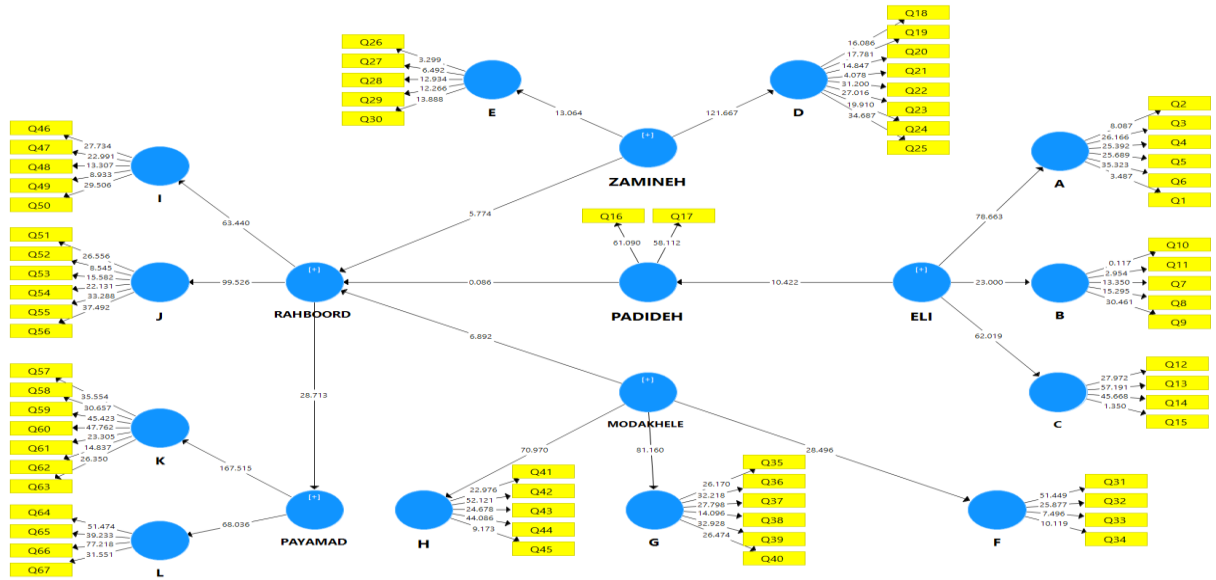 Q18
Q19
Q20
Q21
Q22
Q23
Q24
Q25
16.086
17.781
14.847
4.078
31.200
27.016
19.910
34.687
D
Q26
Q27
Q28
Q29
Q30
3.299
6.492
12.934
12.266
13.888
E
13.064
121.667
[+]
ZAMINEH
5.774
Q46
Q47
Q48
Q49
Q50
27.734
22.991
13.307
8.933
29.506
I
63.440
Q51
Q52
Q53
Q54
Q55
Q56
26.556
8.545
15.582
22.131
33.288
37.492
J
99.526
[+]
RAHBOORD
0.086
Q16
Q17
61.090
58.112
PADIDEH
10.422
[+]
ELI
78.663
23.000
62.019
Q2
Q3
Q4
Q5
Q6
Q1
8.087
26.166
25.392
25.689
35.323
3.487
A
Q10
Q11
Q7
Q8
Q9
0.117
2.954
13.350
15.295
30.461
B
Q12
Q13
Q14
Q15
27.972
57.191
45.668
1.350
C
6.892
28.713
[+]
MODAKHELE
70.970
81.160
28.496
Q57
Q58
Q59
Q60
Q61
Q62
Q63
35.554
30.657
45.423
47.762
23.305
14.837
26.350
K
167.515
[+]
PAYAMAD
68.036
Q64
Q65
Q66
Q67
51.474
39.233
77.218
31.551
L
Q41
Q42
Q43
Q44
Q45
22.976
52.121
24.678
44.086
9.173
H
Q35
Q36
Q37
Q38
Q39
Q40
26.170
32.218
27.798
14.096
32.928
26.474
G
Q31
Q32
Q33
Q34
51.449
25.877
7.496
10.119
F